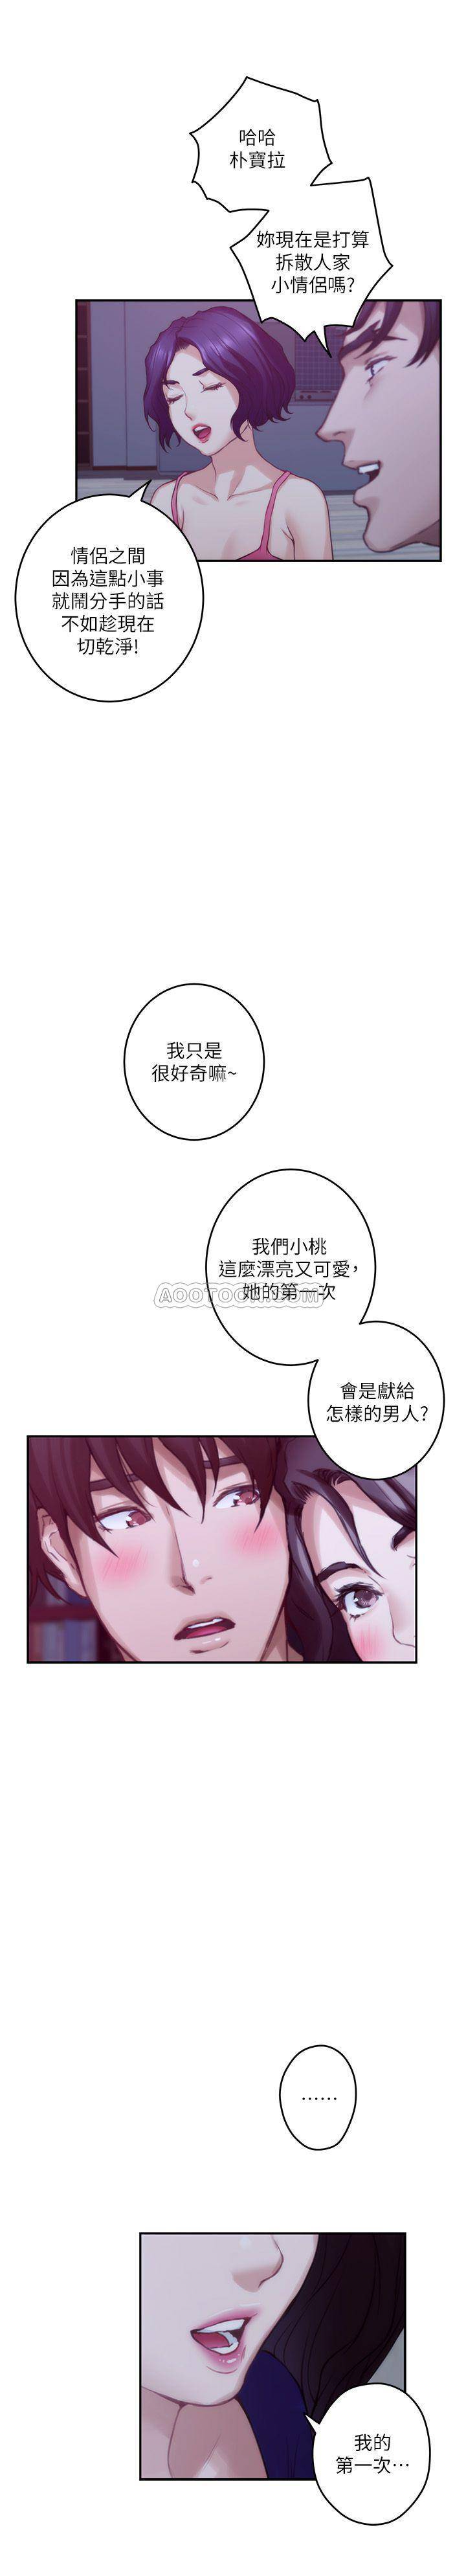 哈哈
朴寶拉
妳現在是打算
拆散人家
小情侶嗎?
情侶之間
因為這點小事
就鬧分手的話
不如趁現在
切乾淨!
我只是
很好奇嘛~
我們小桃
這麼漂亮又可愛，
她的第一次
會是獻給
怎樣的男人?
……
我的
第一次…